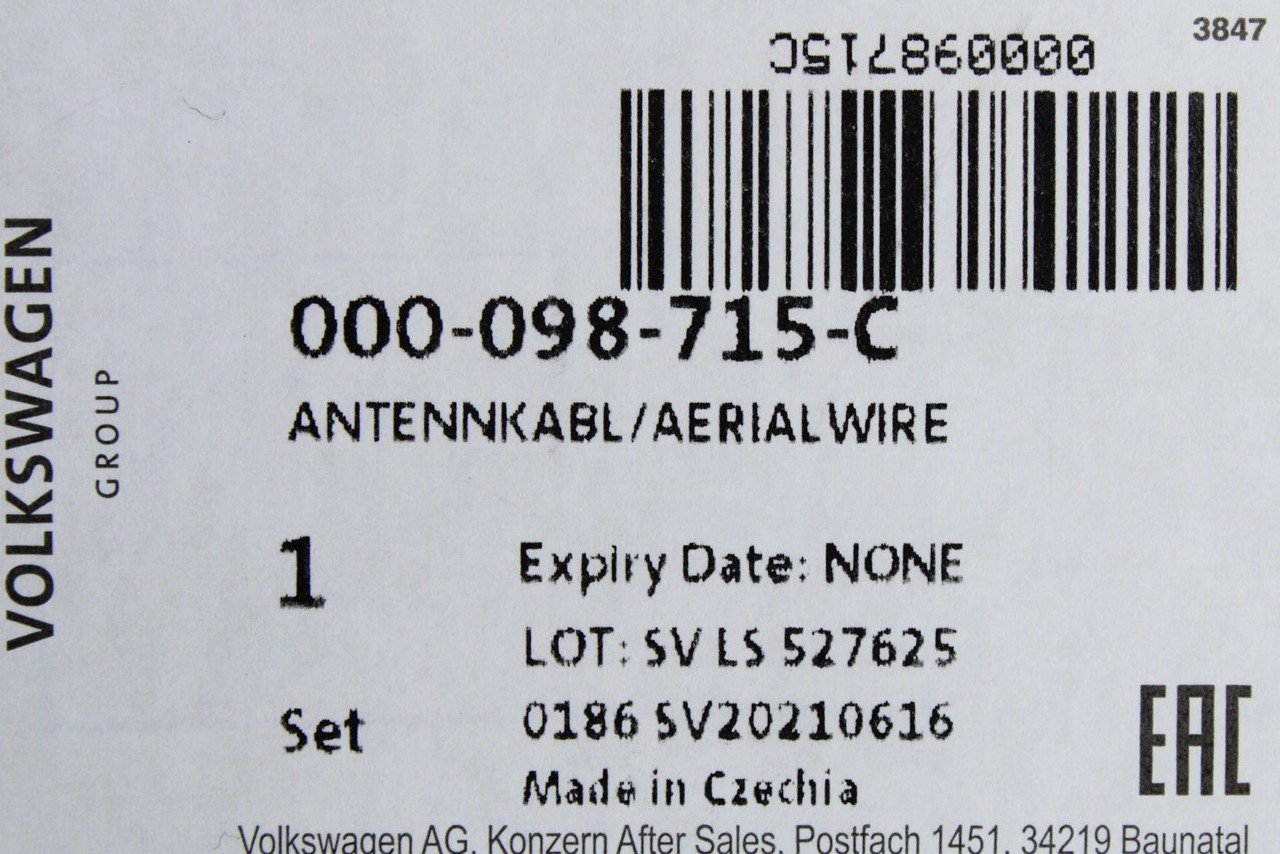 3847
000098715C
VOLKSWAGEN
GROUP
000-098-715-C
ANTENNKABL/AERIALWIRE
1
Expiry Date: NONE
LOT: SV LS 527625
Set
0186 SV20210616
Made in Czechia
EAC
Volkswagen AG, Konzern After Sales, Postfach 1451, 34219 Baunatal